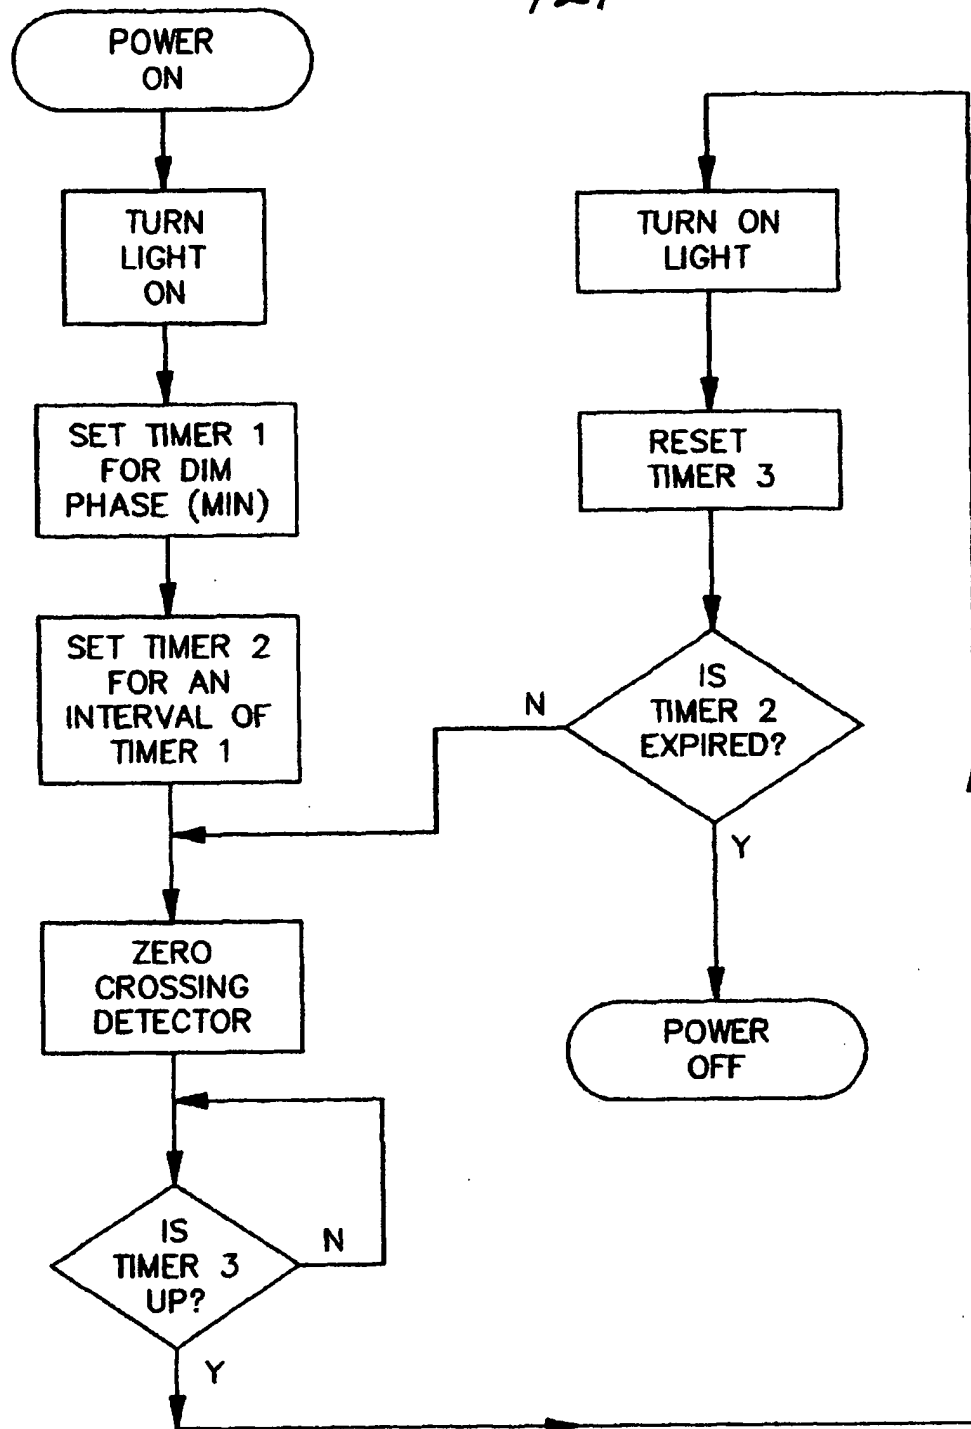 POWER
ON
TURN
LIGHT
ON
SET TIMER 1
FOR DIM
PHASE (MIN)
SET TIMER 2
FOR AN
INTERVAL OF
TIMER 1
ZERO
CROSSING
DETECTOR
IS
TIMER 3
UP?
N
Y
TURN ON
LIGHT
RESET
TIMER 3
IS
TIMER 2
EXPIRED?
N
Y
POWER
OFF